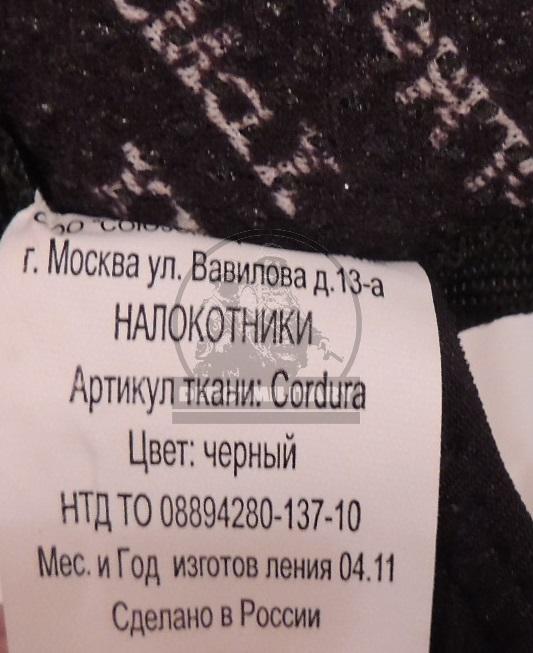 г. Москва ул. Вавилова д.13-а
НАЛОКОТНИКИ
Артикул ткани: Cordura
Цвет: черный
НТД ТО 08894280-137-10
Мес. и Год изготов ления 04.11
Сделано в России